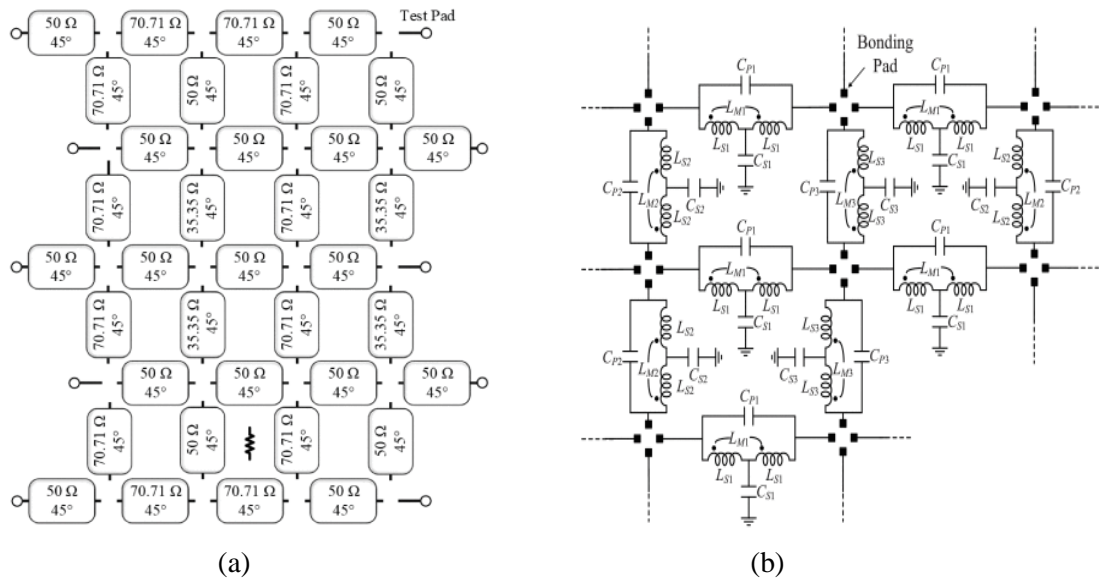 Test Pad
50 Ω 45°
70.71 Ω 45°
70.71 Ω 45°
50 Ω 45°
70.71 Ω 45°
50 Ω 45°
70.71 Ω 45°
50 Ω 45°
50 Ω 45°
50 Ω 45°
50 Ω 45°
50 Ω 45°
70.71 Ω 45°
35.35 Ω 45°
70.71 Ω 45°
35.35 Ω 45°
50 Ω 45°
50 Ω 45°
50 Ω 45°
50 Ω 45°
70.71 Ω 45°
35.35 Ω 45°
70.71 Ω 45°
35.35 Ω 45°
50 Ω 45°
50 Ω 45°
50 Ω 45°
50 Ω 45°
70.71 Ω 45°
50 Ω 45°
70.71 Ω 45°
50 Ω 45°
50 Ω 45°
70.71 Ω 45°
70.71 Ω 45°
50 Ω 45°
(a)
Bonding
Pad
CP1
CP1
LM1
LM1
LS1
LS1
LS1
LS1
CS1
CS1
LS2
LS3
LS2
CP2
LM2
CS2
CP3
LM3
CS3
CS2
LM2
CP2
LS2
LS3
LS2
CP1
CP1
LM1
LM1
LS1
LS1
LS1
LS1
CS1
CS1
LS2
LS3
CP2
LM2
CS2
CS3
LM3
CP3
LS2
LS3
CP1
LM1
LS1
LS1
CS1
(b)